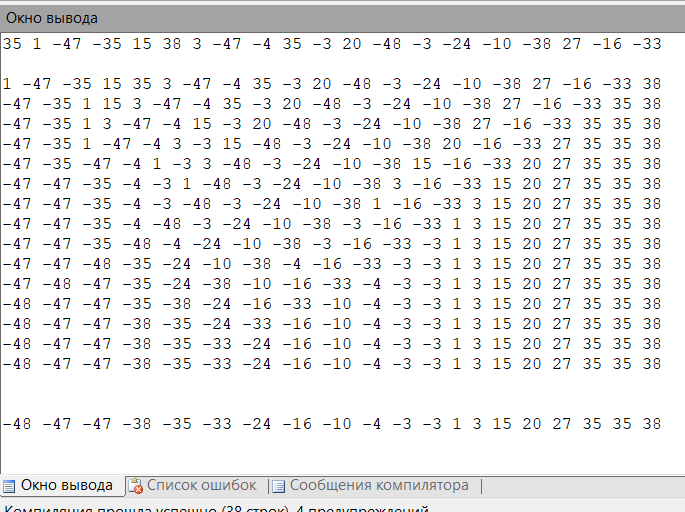 Окно вывода
35 1 -47 -35 15 38 3 -47 -4 35 -3 20 -48 -3 -24 -10 -38 27 -16 -33
1 -47 -35 15 35 3 -47 -4 35 -3 20 -48 -3 -24 -10 -38 27 -16 -33 38
-47 -35 1 15 3 -47 -4 35 -3 20 -48 -3 -24 -10 -38 27 -16 -33 35 38
-47 -35 1 3 -47 -4 15 -3 20 -48 -3 -24 -10 -38 27 -16 -33 35 35 38
-47 -35 1 -47 -4 3 -3 15 -48 -3 -24 -10 -38 20 -16 -33 27 35 35 38
-47 -35 -47 -4 1 -3 3 -48 -3 -24 -10 -38 15 -16 -33 20 27 35 35 38
-47 -47 -35 -4 -3 1 -48 -3 -24 -10 -38 3 -16 -33 15 20 27 35 35 38
-47 -47 -35 -4 -3 -48 -3 -24 -10 -38 1 -16 -33 3 15 20 27 35 35 38
-47 -47 -35 -4 -48 -3 -24 -10 -38 -3 -16 -33 1 3 15 20 27 35 35 38
-47 -47 -35 -48 -4 -24 -10 -38 -3 -16 -33 -3 1 3 15 20 27 35 35 38
-47 -47 -48 -35 -24 -10 -38 -4 -16 -33 -3 -3 1 3 15 20 27 35 35 38
-47 -48 -47 -35 -24 -38 -10 -16 -33 -4 -3 -3 1 3 15 20 27 35 35 38
-48 -47 -47 -35 -38 -24 -16 -33 -10 -4 -3 -3 1 3 15 20 27 35 35 38
-48 -47 -47 -38 -35 -24 -33 -16 -10 -4 -3 -3 1 3 15 20 27 35 35 38
-48 -47 -47 -38 -35 -33 -24 -16 -10 -4 -3 -3 1 3 15 20 27 35 35 38
-48 -47 -47 -38 -35 -33 -24 -16 -10 -4 -3 -3 1 3 15 20 27 35 35 38
-48 -47 -47 -38 -35 -33 -24 -16 -10 -4 -3 -3 1 3 15 20 27 35 35 38
Окно вывода Список ошибок Сообщения компилятора
Компиляция прошла успешно (38 строк), 4 предупреждений